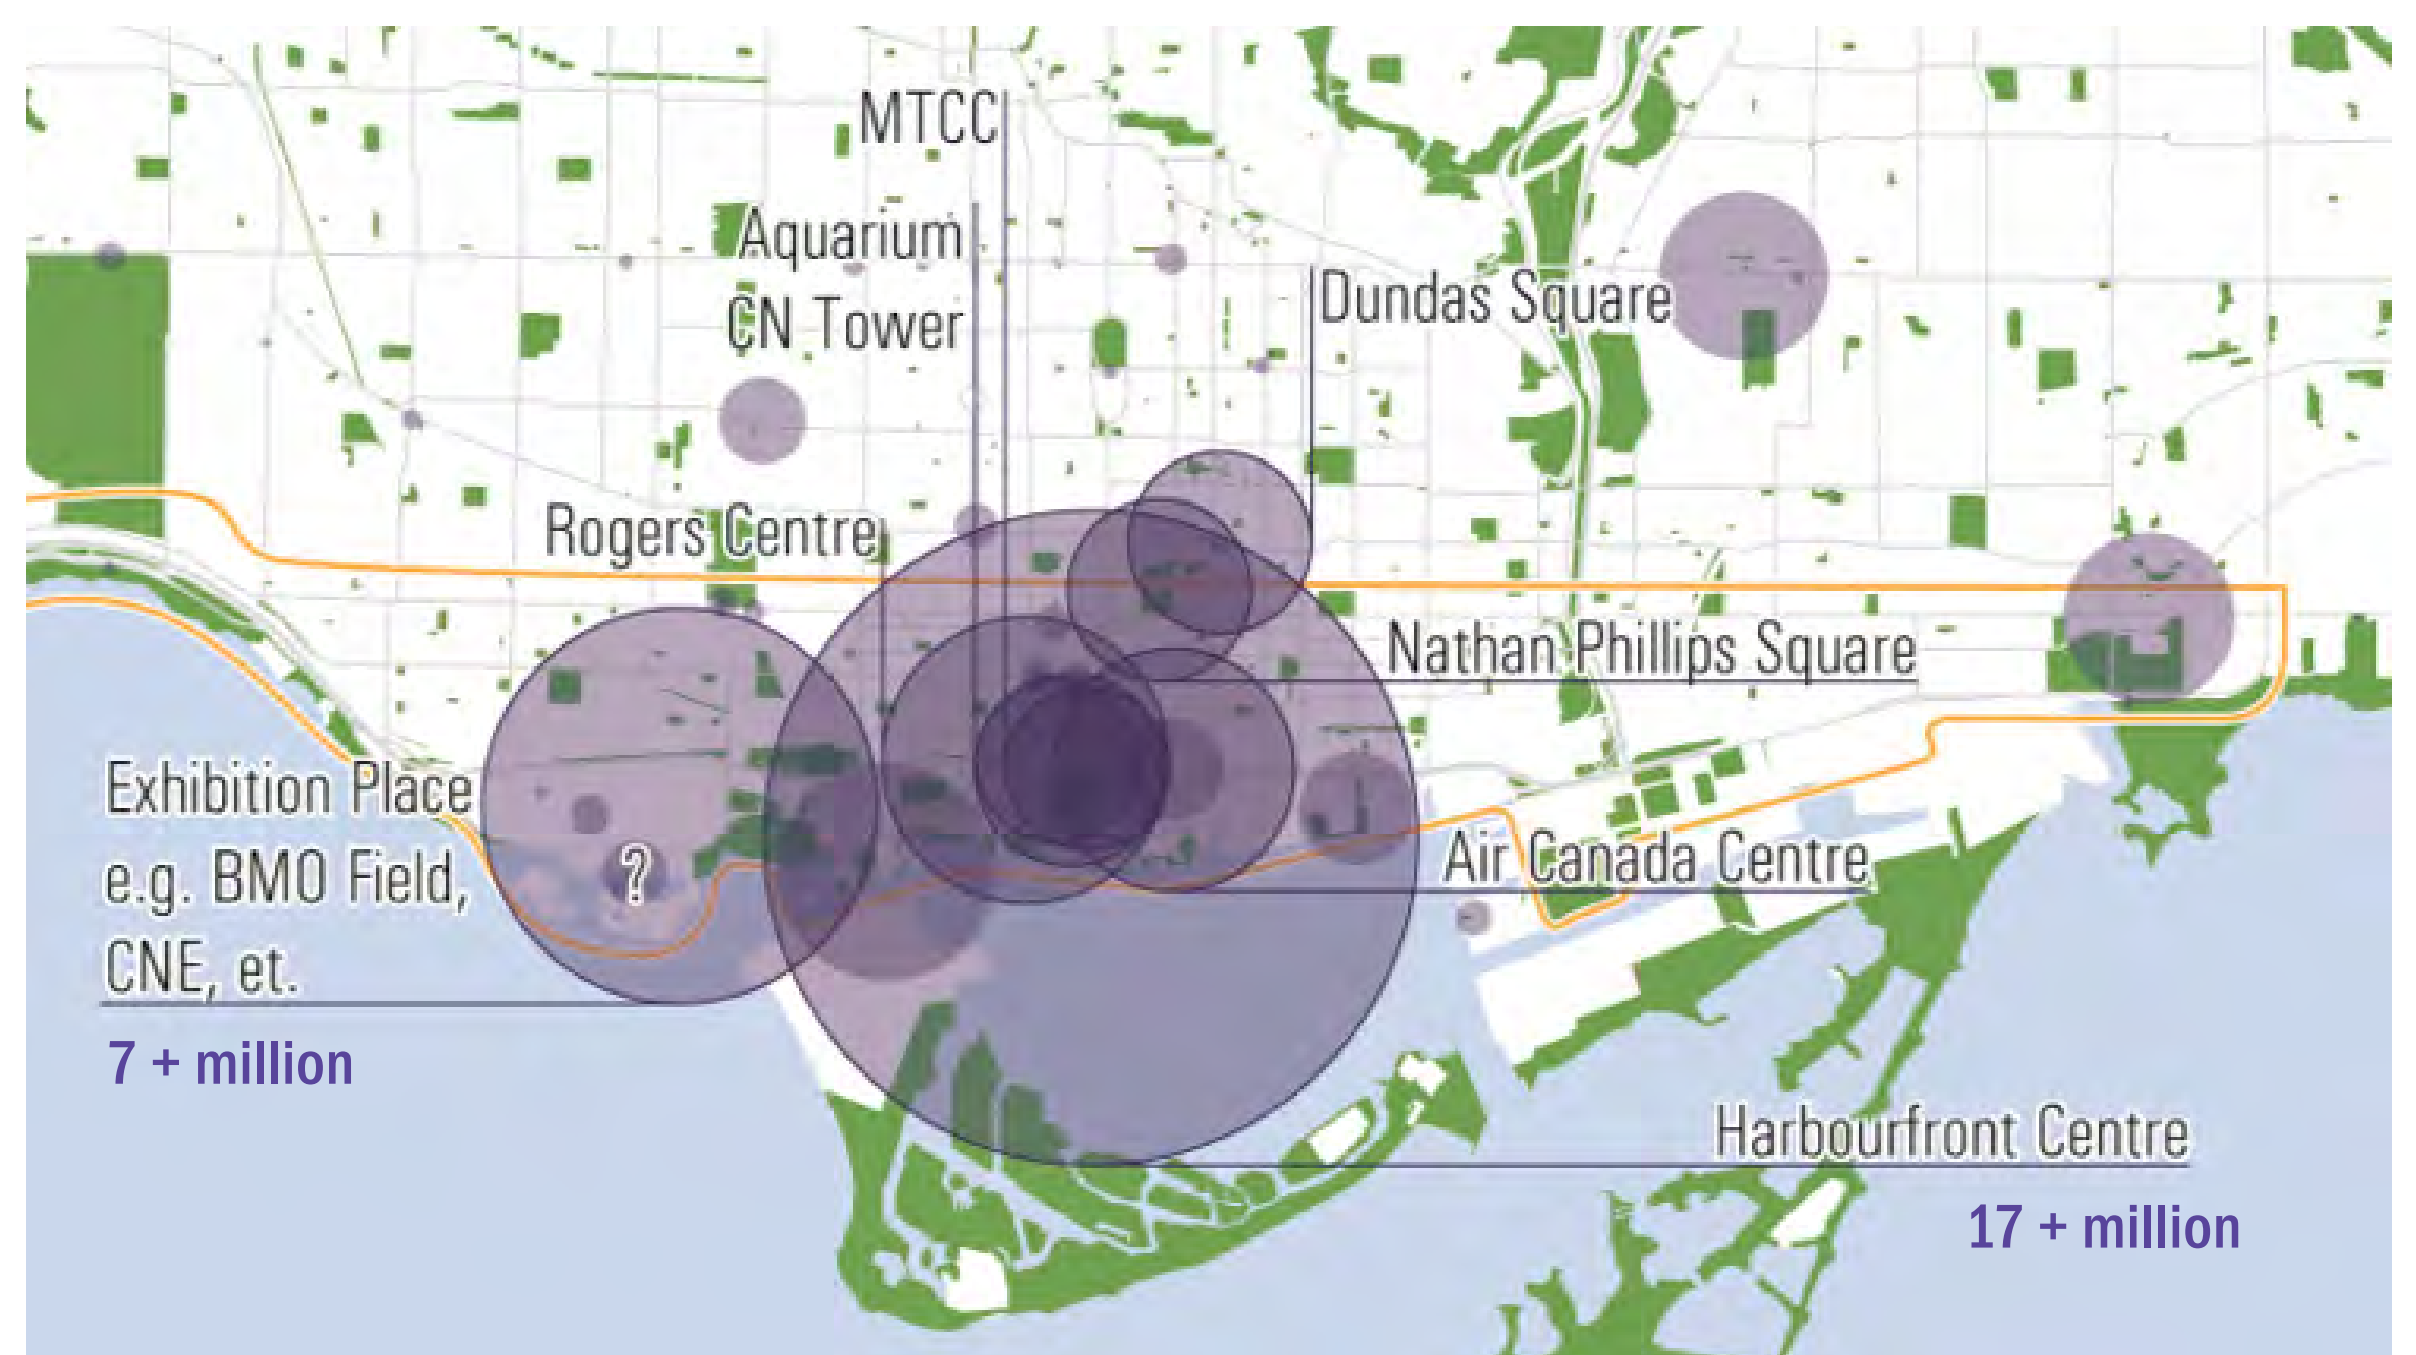 MTCC
Aquarium
CN Tower
Dundas Square
Rogers Centre
Nathan Phillips Square
Exhibition Place
e.g. BMO Field,
CNE, et.
?
7 + million
Air Canada Centre
Harbourfront Centre
17 + million